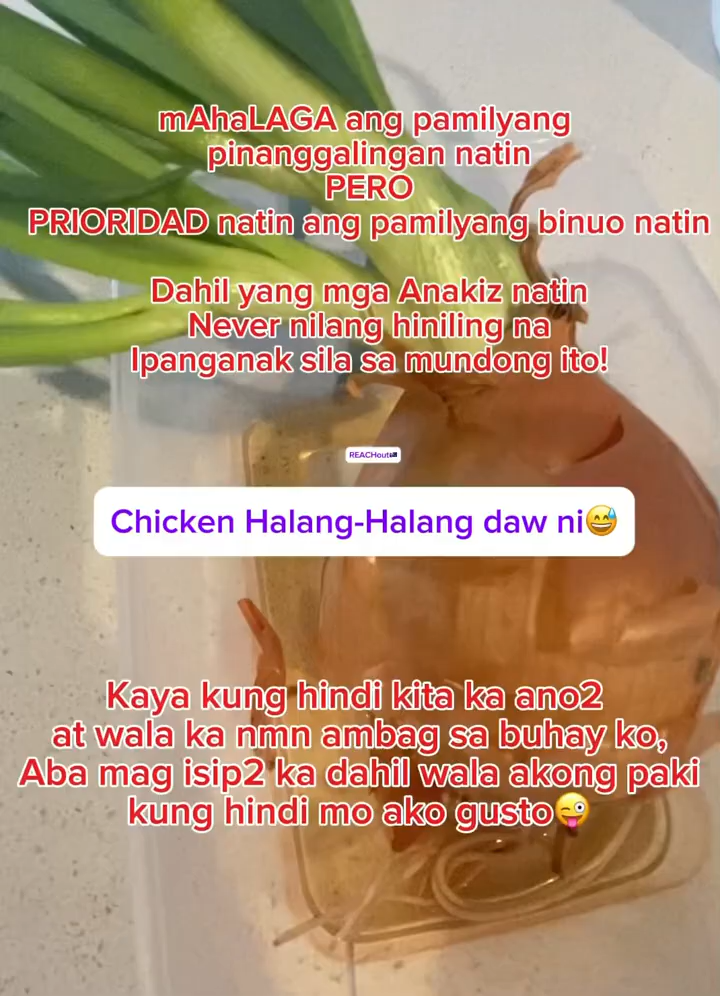 mAhaLAGA ang pamilyang
pinanggalingan natin
PERO
PRIORIDAD natin ang pamilyang binuo natin
Dahil yang mga Anakiz natin
Never nilang hiniling na
Ipanganak sila sa mundong ito!
REACHout🇦🇺
Chicken Halang-Halang daw ni😅
Kaya kung hindi kita ka ano2
at wala ka nmn ambag sa buhay ko,
Aba mag isip2 ka dahil wala akong paki
kung hindi mo ako gusto😜